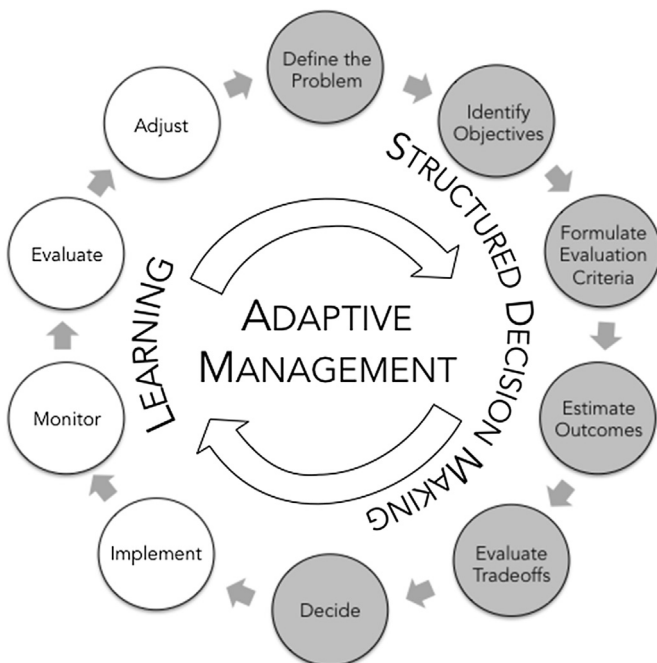 Define the
Problem
Identify
Objectives
Formulate
Evaluation
Criteria
Estimate
Outcomes
Evaluate
Tradeoffs
Decide
Implement
Monitor
Evaluate
Adjust
STRUCTURED DECISION MAKING
LEARNING
ADAPTIVE
MANAGEMENT